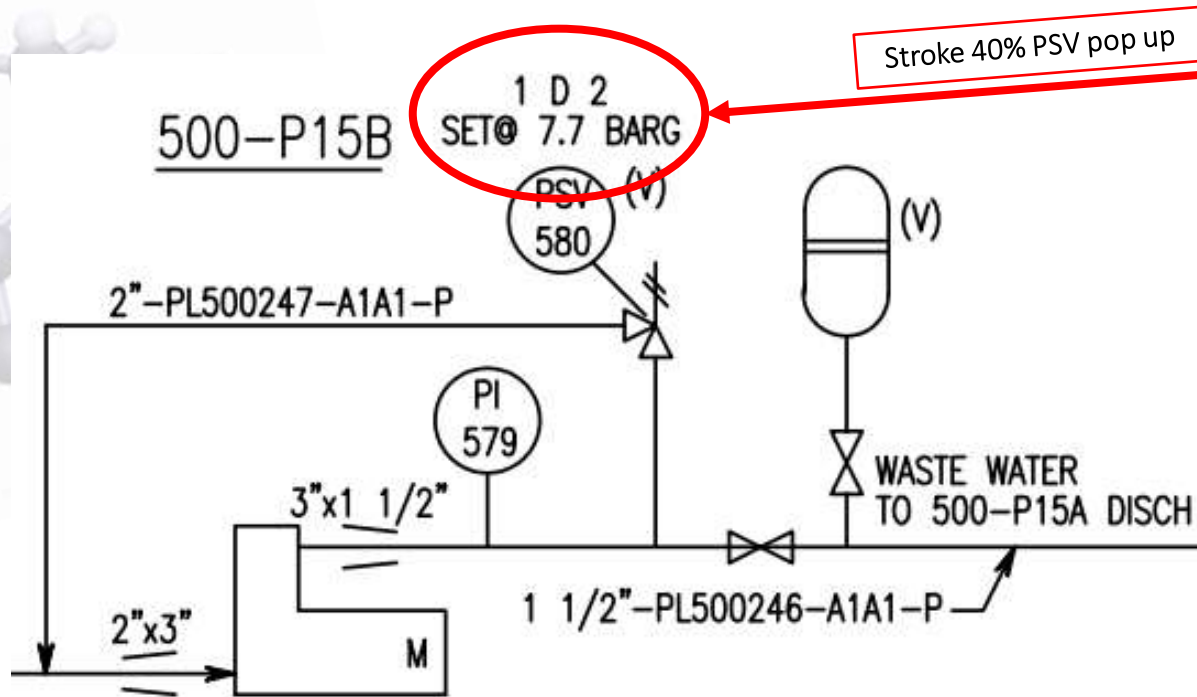 Stroke 40% PSV pop up
1 D 2
SET@ 7.7 BARG
500-P15B
PSV
580
(V)
(V)
2"-PL500247-A1A1-P
PI
579
3"x1 1/2"
WASTE WATER
TO 500-P15A DISCH
1 1/2"-PL500246-A1A1-P
2"x3"
M